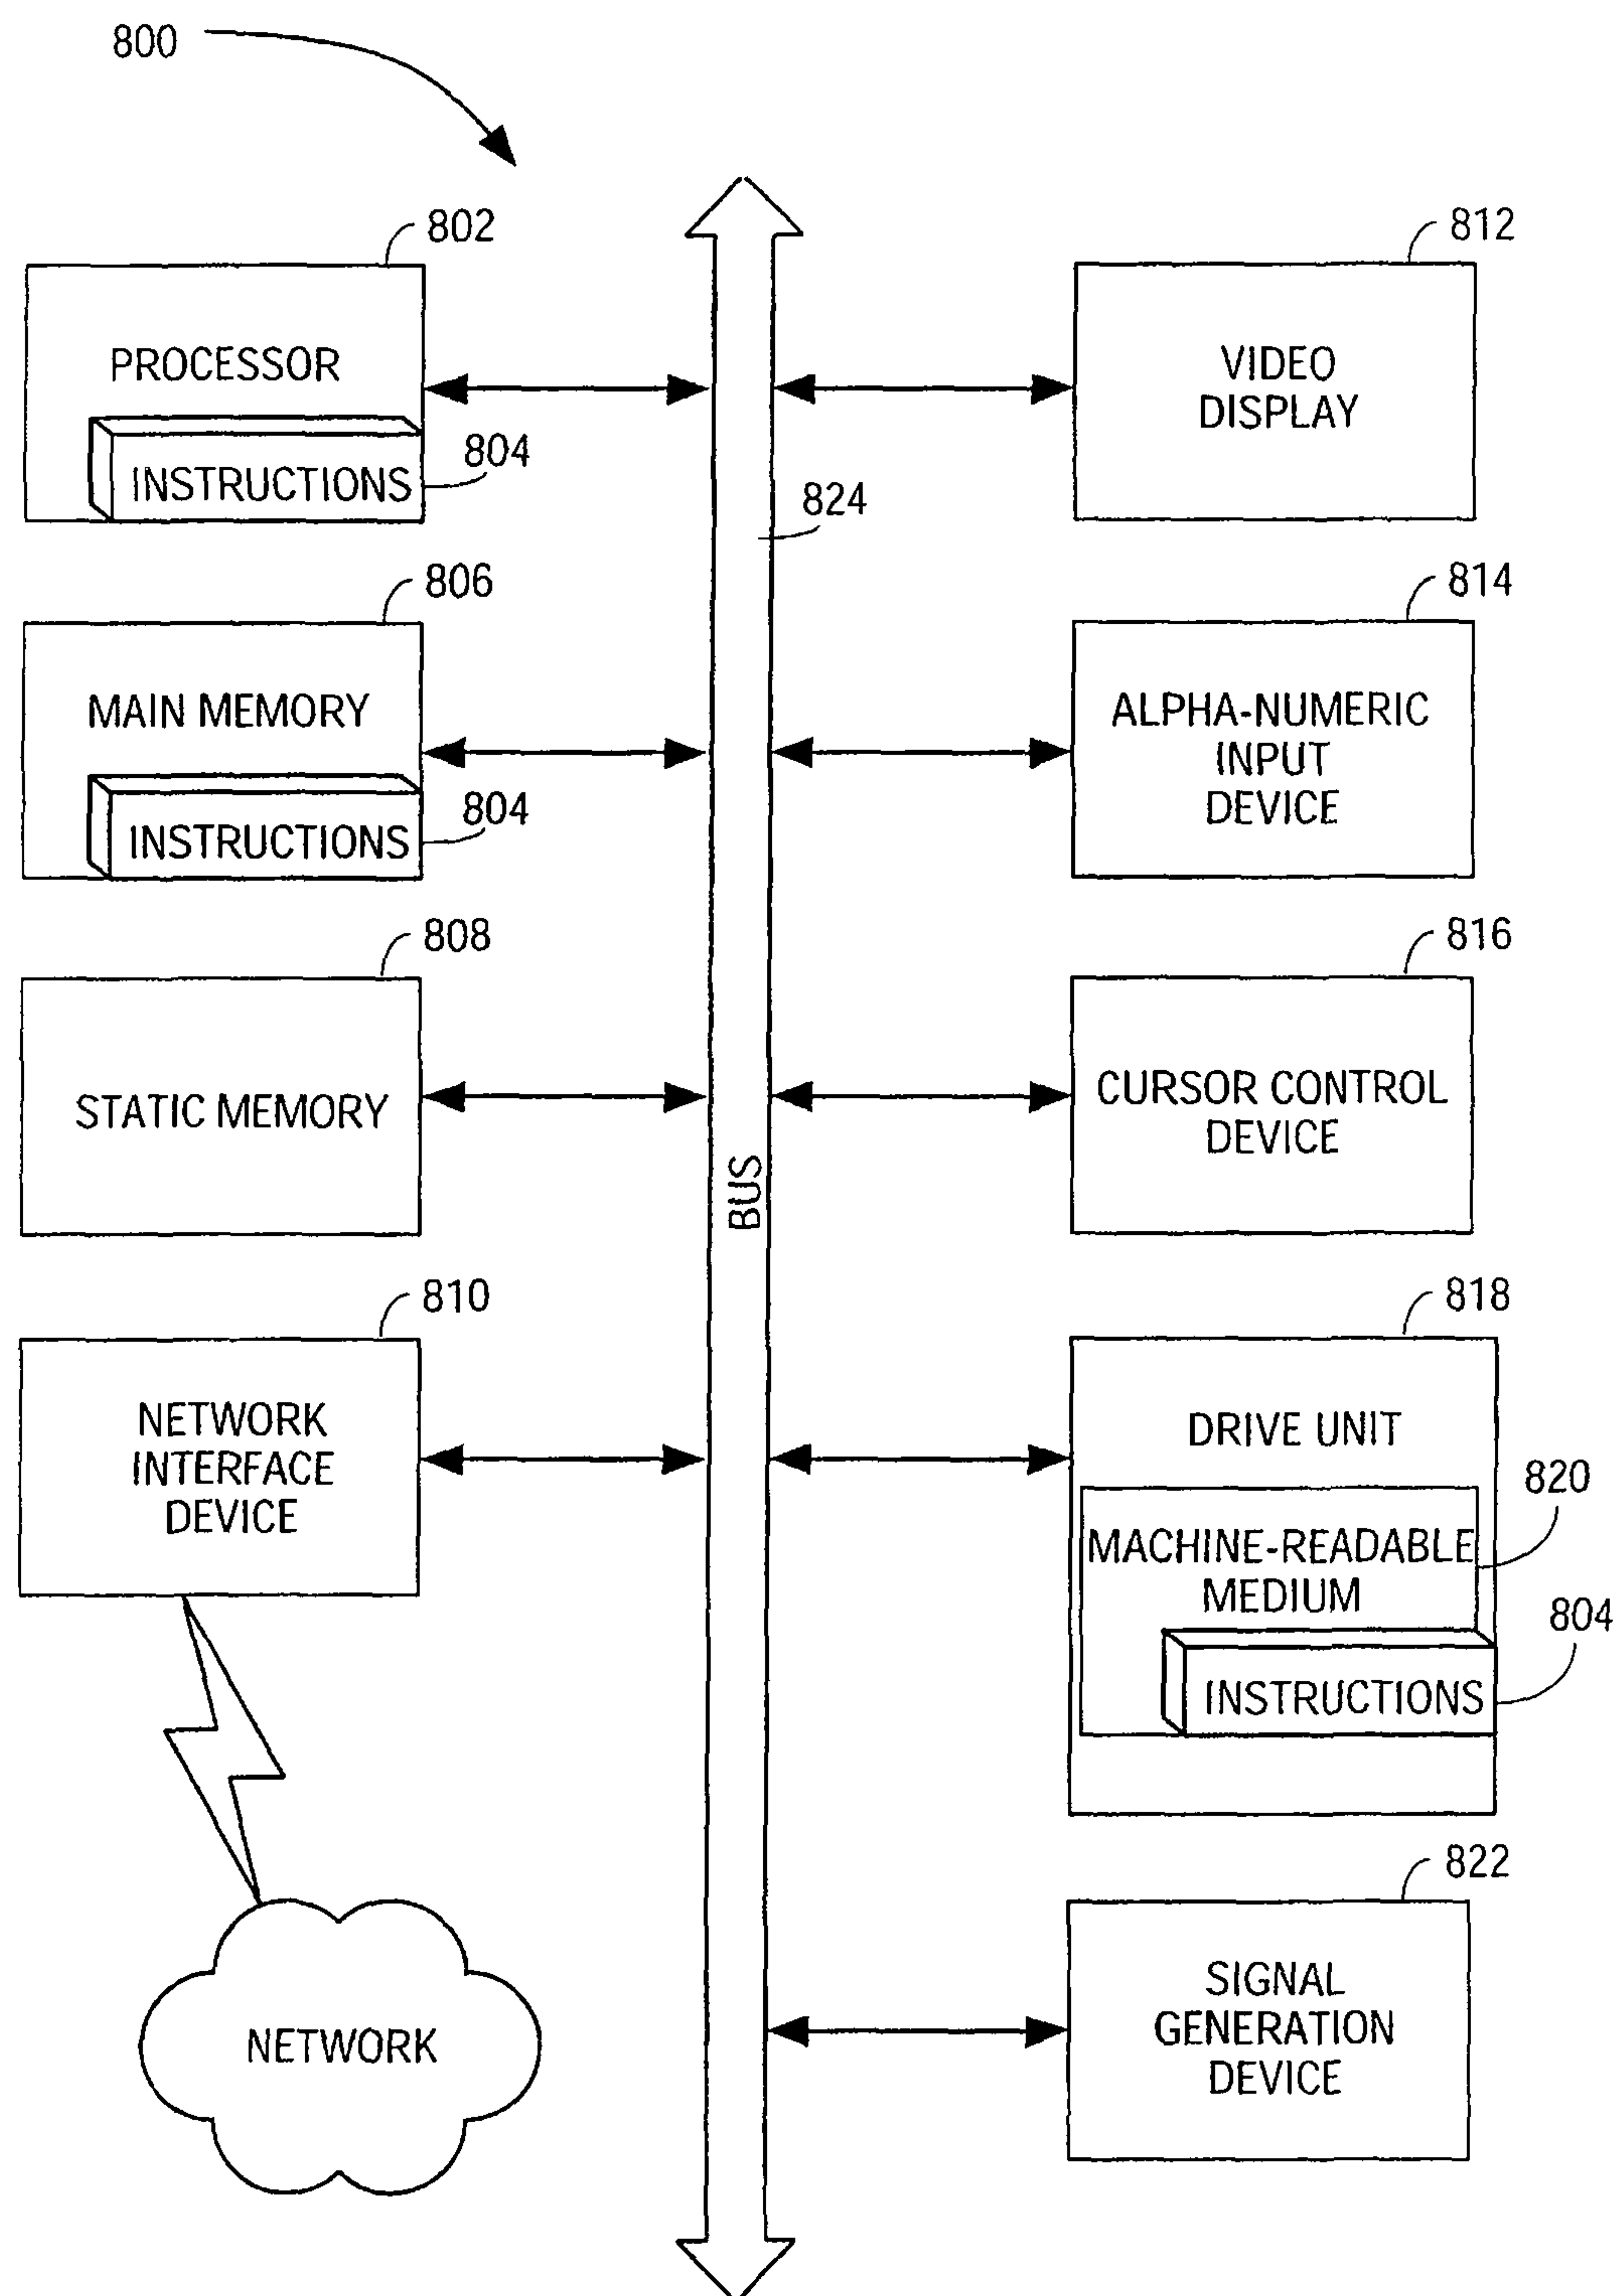 800
802
PROCESSOR
804
INSTRUCTIONS
806
MAIN MEMORY
804
INSTRUCTIONS
808
STATIC MEMORY
810
NETWORK
INTERFACE
DEVICE
NETWORK
824
BUS
812
VIDEO
DISPLAY
814
ALPHA-NUMERIC
INPUT
DEVICE
816
CURSOR CONTROL
DEVICE
818
DRIVE UNIT
820
MACHINE-READABLE
MEDIUM
804
INSTRUCTIONS
822
SIGNAL
GENERATION
DEVICE